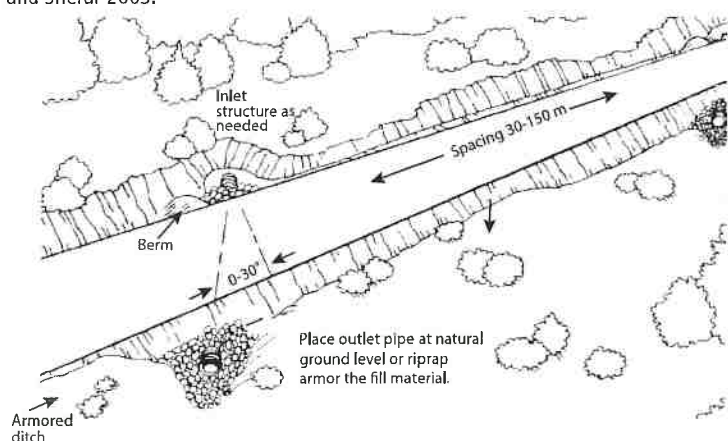 Inlet
structure as
needed
Spacing 30-150 m
Berm
0-30°
Place outlet pipe at natural
ground level or riprap
armor the fill material.
Armored
ditch